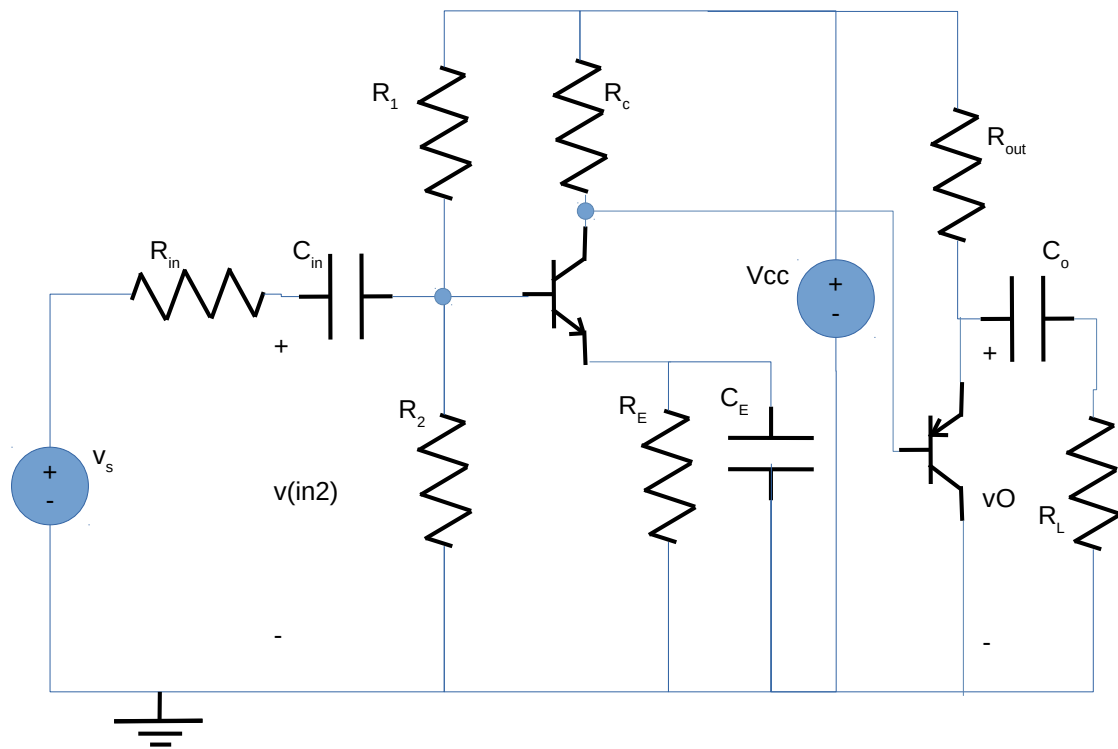 R1
Rc
Rout
Rin
Cin
Vcc
+
-
Co
+
+
R2
RE
CE
vs
+
-
v(in2)
vO
RL
-
-